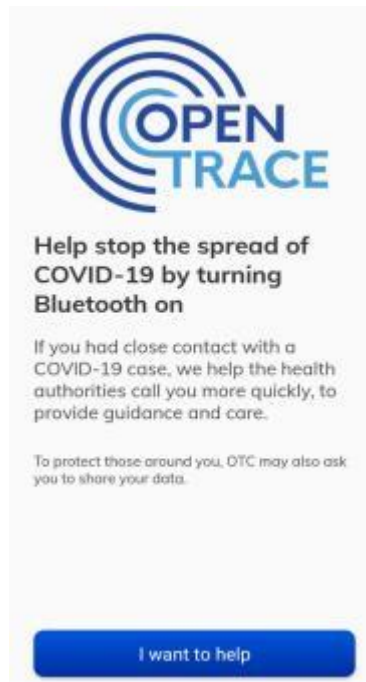 OPEN
TRACE
Help stop the spread of
COVID-19 by turning
Bluetooth on
If you had close contact with a
COVID-19 case, we help the health
authorities call you more quickly, to
provide guidance and care.
To protect those around you, OTC may also ask
you to share your data.
I want to help